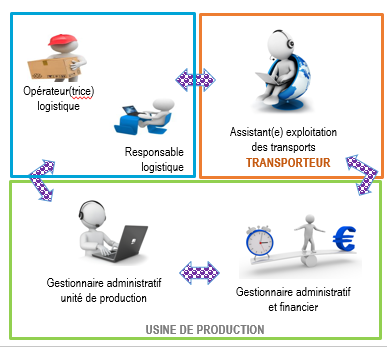 Opérateur(trice)
logistique
Responsable
logistique
Assistant(e) exploitation
des transports
TRANSPORTEUR
Gestionnaire administratif
unité de production
Gestionnaire administratif
et financier
USINE DE PRODUCTION